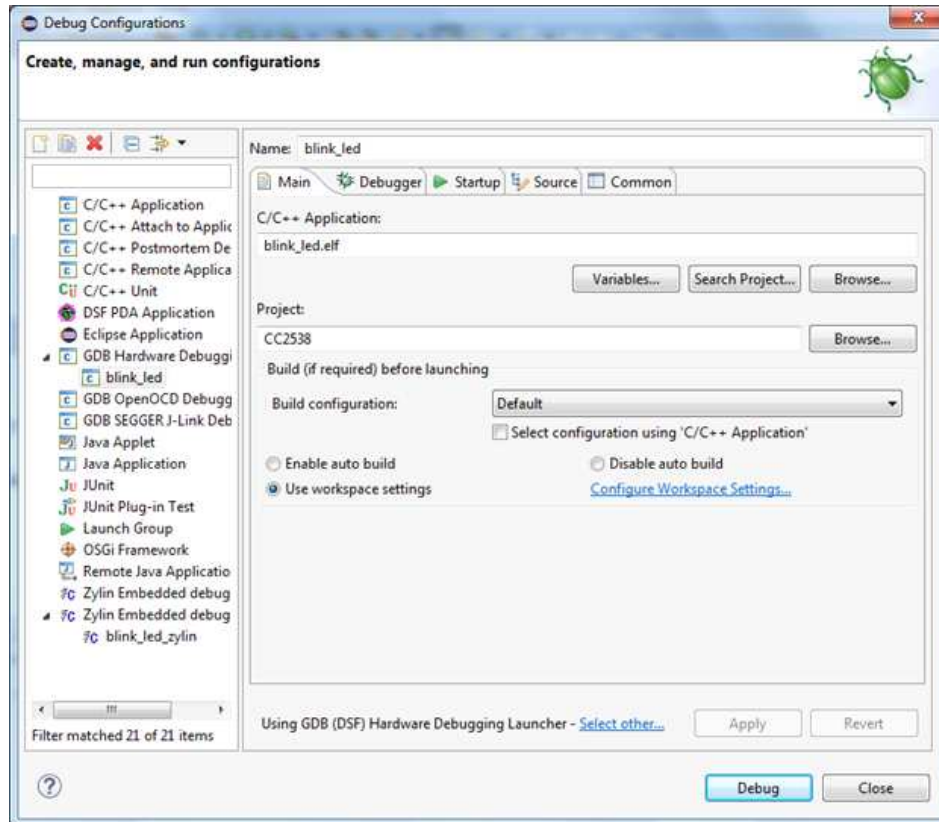 Debug Configurations
Create, manage, and run configurations
Name: blink_led
Main Debugger Startup Source Common
C/C++ Application:
blink_led.elf
Variables... Search Project... Browse...
Project:
CC2538 Browse...
Build (if required) before launching
Build configuration: Default
Select configuration using 'C/C++ Application'
Enable auto build Disable auto build
Use workspace settings Configure Workspace Settings...
C/C++ Application
C/C++ Attach to Applic
C/C++ Postmortem De
C/C++ Remote Applica
C/C++ Unit
DSF PDA Application
Eclipse Application
GDB Hardware Debuggi
blink_led
GDB OpenOCD Debugg
GDB SEGGER J-Link Deb
Java Applet
Java Application
JUnit
JUnit Plug-in Test
Launch Group
OSGi Framework
Remote Java Applicatio
Zylin Embedded debug
Zylin Embedded debug
blink_led_zylin
Filter matched 21 of 21 items
Using GDB (DSF) Hardware Debugging Launcher - Select other... Apply Revert
Debug Close